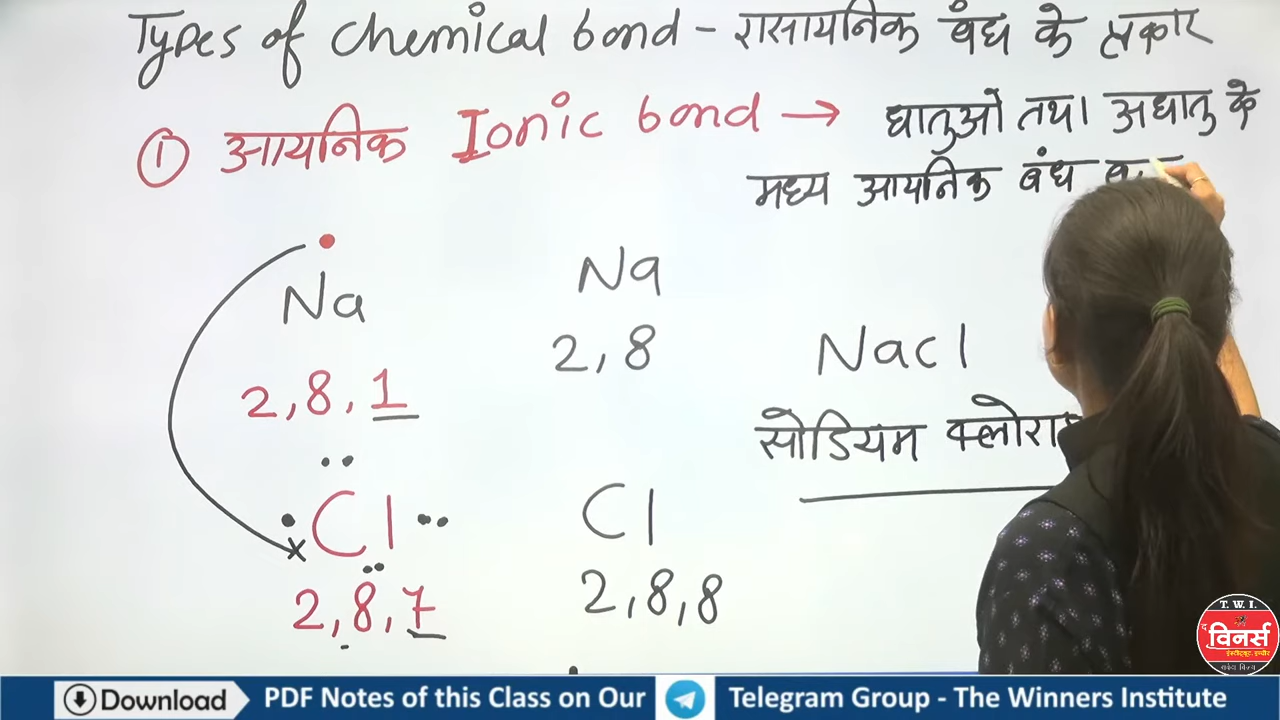 Types of chemical bond - रासायनिक बंध के प्रकार
① आयनिक Ionic bond → धातुओं तथा अधातु के
मध्य आयनिक बंध
Na
2,8,1
Na
2,8
Nacl
सोडियम
Cl
2,8,7
Cl
2,8,8
T. W. I.
द
विनर्स
Download
PDF Notes of this Class on Our
Telegram Group - The Winners Institute